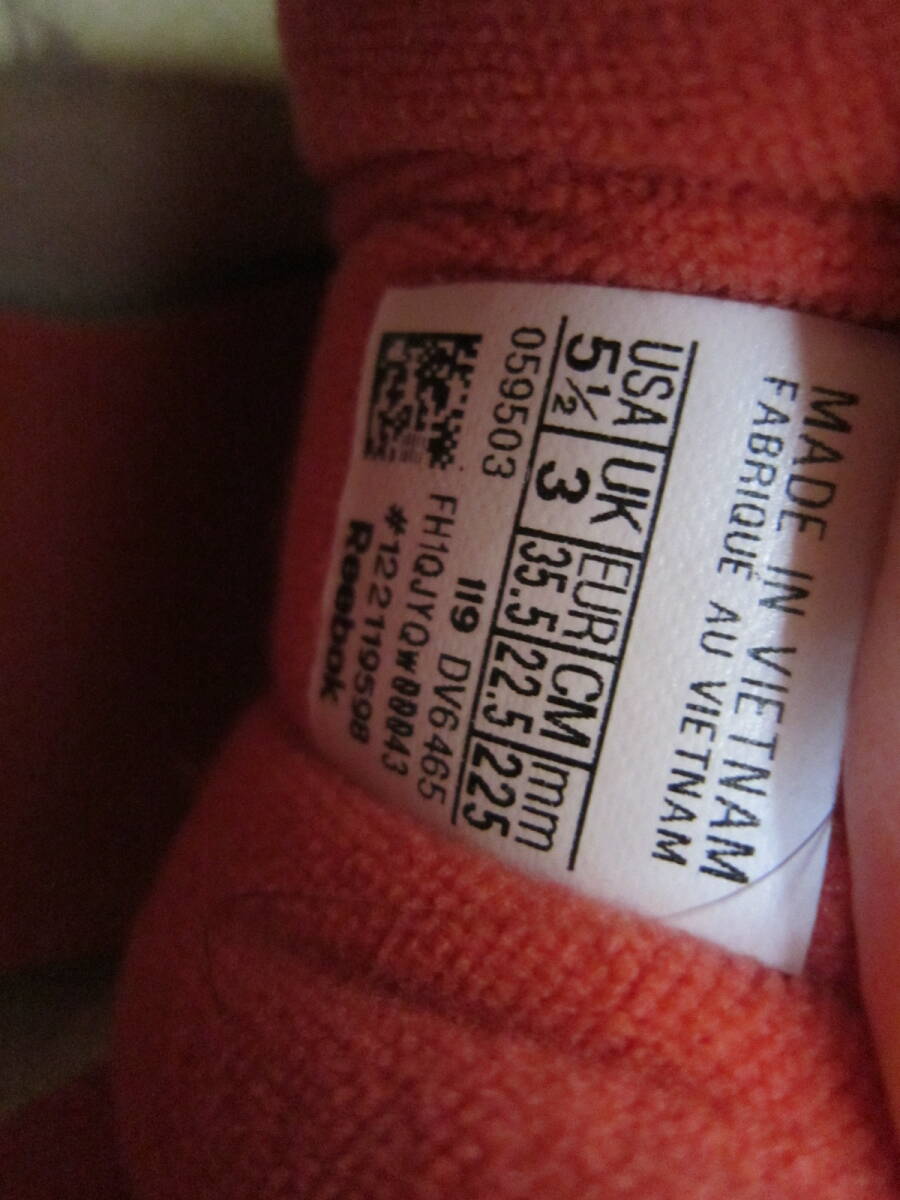 MADE IN VIETNAM
FABRIQUÉ AU VIETNAM
USA UK EUR CM mm
5½ 3 35.5 22.5 225
059503 119 DV6465
FH1QJYQW00043
#122119598
Reebok